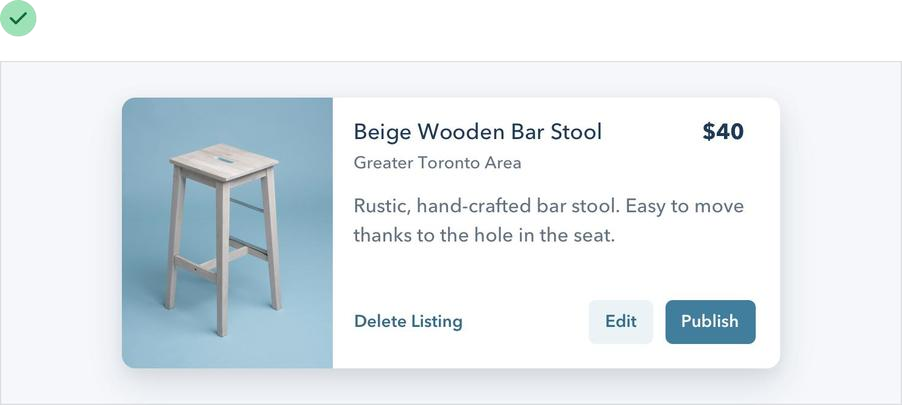 Beige Wooden Bar Stool $40
Greater Toronto Area
Rustic, hand-crafted bar stool. Easy to move
thanks to the hole in the seat.
Delete Listing Edit Publish